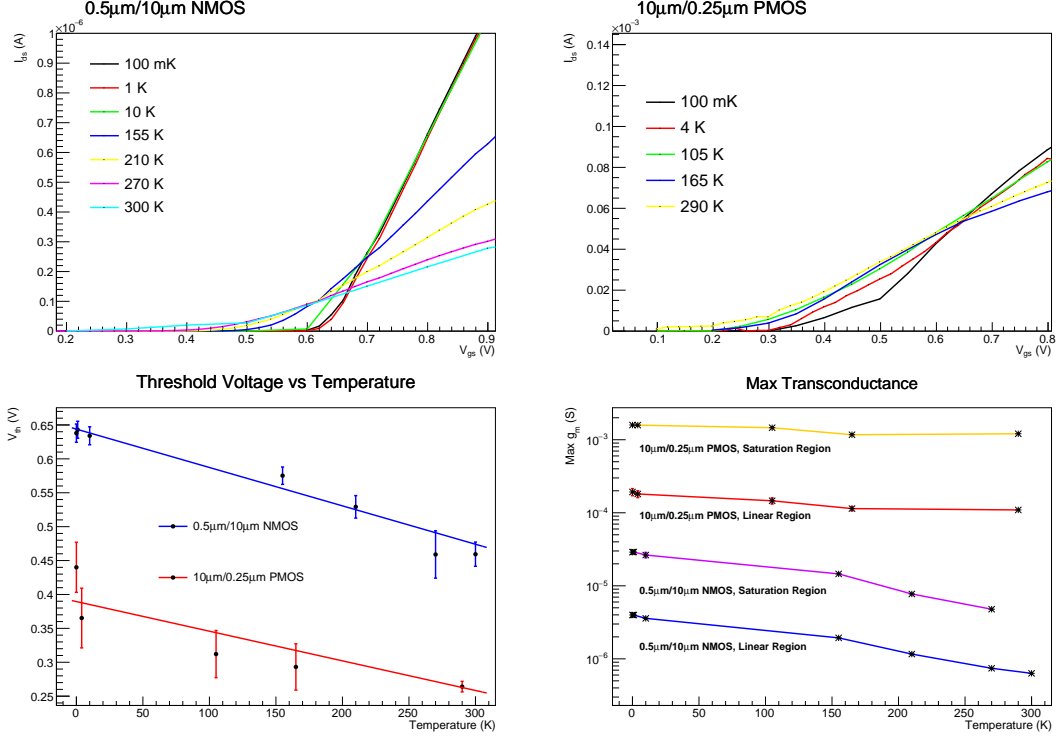 0.5μm/10μm NMOS
×10⁻⁶
I_ds (A)
1
0.9
0.8
0.7
0.6
0.5
0.4
0.3
0.2
0.1
0
100 mK
1 K
10 K
155 K
210 K
270 K
300 K
0.2 0.3 0.4 0.5 0.6 0.7 0.8 0.9
V_gs (V)
10μm/0.25μm PMOS
×10⁻³
I_ds (A)
0.14
0.12
0.1
0.08
0.06
0.04
0.02
0
100 mK
4 K
105 K
165 K
290 K
0.1 0.2 0.3 0.4 0.5 0.6 0.7 0.8
V_gs (V)
Threshold Voltage vs Temperature
V_th (V)
0.65
0.6
0.55
0.5
0.45
0.4
0.35
0.3
0.25
0.5μm/10μm NMOS
10μm/0.25μm PMOS
0 50 100 150 200 250 300
Temperature (K)
Max Transconductance
Max g_m (S)
10⁻³
10⁻⁴
10⁻⁵
10⁻⁶
10μm/0.25μm PMOS, Saturation Region
10μm/0.25μm PMOS, Linear Region
0.5μm/10μm NMOS, Saturation Region
0.5μm/10μm NMOS, Linear Region
0 50 100 150 200 250 300
Temperature (K)